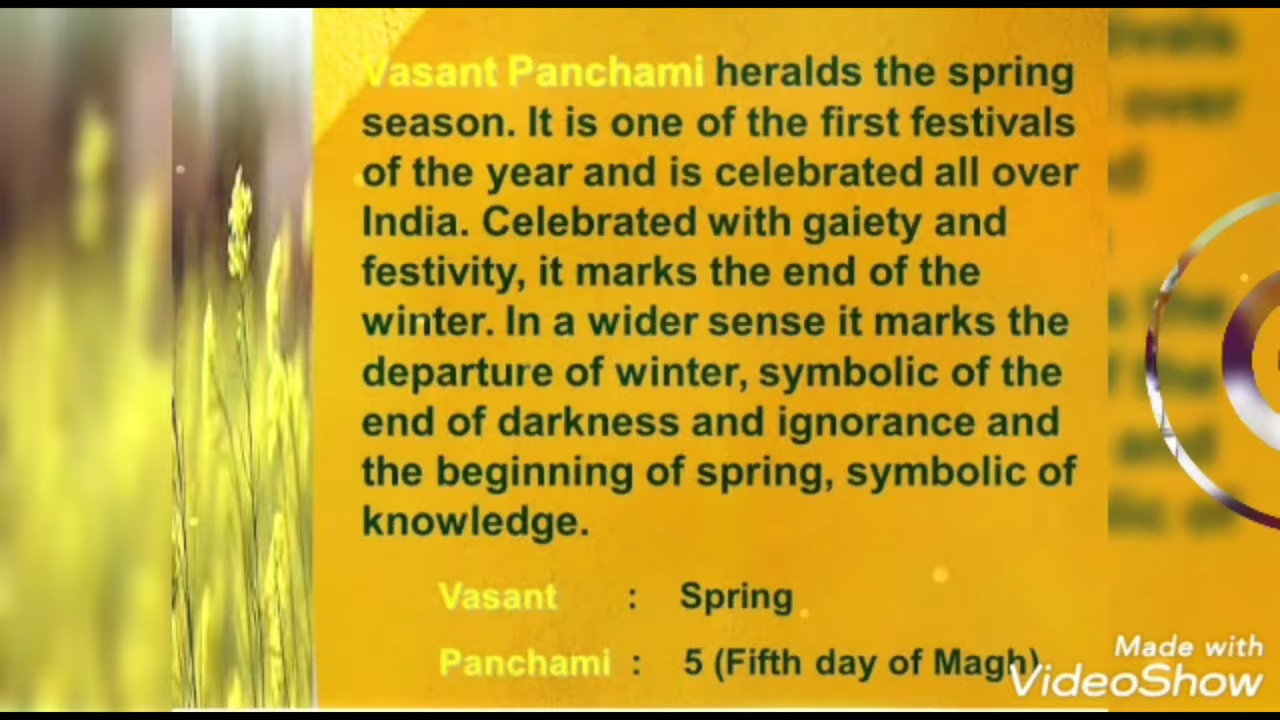 Vasant Panchami heralds the spring
season. It is one of the first festivals
of the year and is celebrated all over
India. Celebrated with gaiety and
festivity, it marks the end of the
winter. In a wider sense it marks the
departure of winter, symbolic of the
end of darkness and ignorance and
the beginning of spring, symbolic of
knowledge.
Vasant : Spring
Panchami : 5 (Fifth day of Magh)
Made with
VideoShow